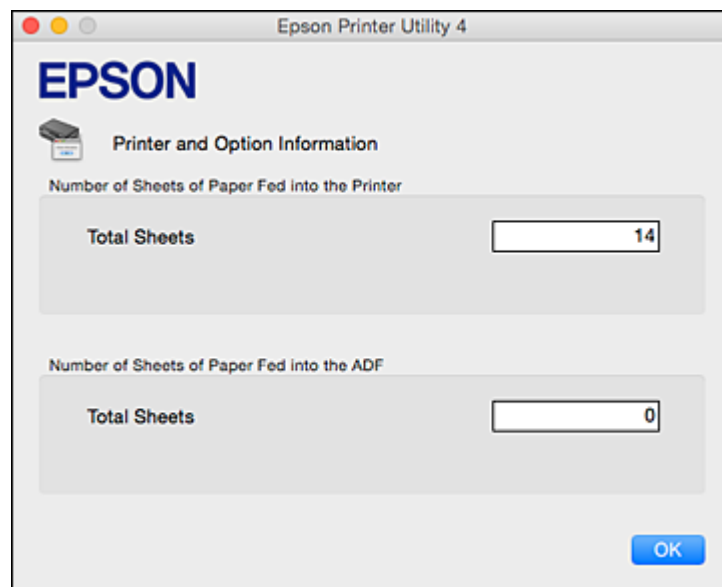 Epson Printer Utility 4
EPSON
Printer and Option Information
Number of Sheets of Paper Fed into the Printer
Total Sheets 14
Number of Sheets of Paper Fed into the ADF
Total Sheets 0
OK